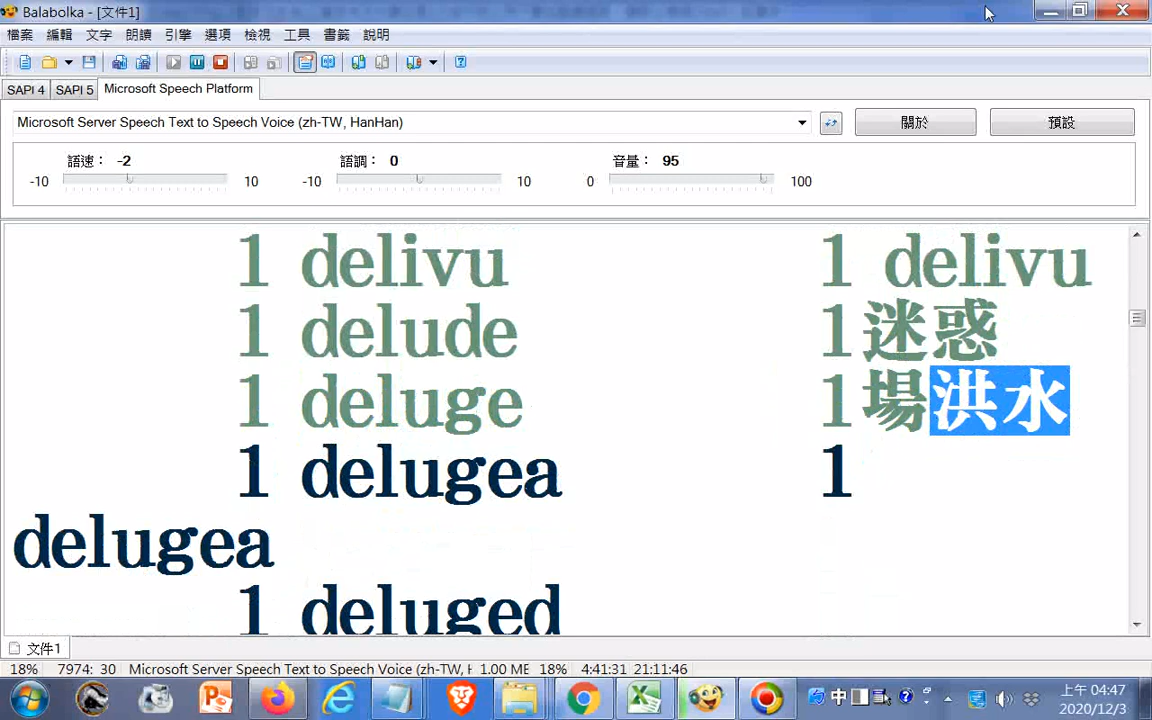 Balabolka - [文件1]
檔案 編輯 文字 朗讀 引擎 選項 檢視 工具 書籤 說明
SAPI 4 SAPI 5 Microsoft Speech Platform
Microsoft Server Speech Text to Speech Voice (zh-TW, HanHan) 關於 預設
語速： -2 語調： 0 音量： 95
-10 10 -10 10 0 100
1 delivu 1 delivu
1 delude 1迷惑
1 deluge 1場洪水
1 delugea 1
delugea
1 deluged
文件1
18% 7974: 30 Microsoft Server Speech Text to Speech Voice (zh-TW, 1.00 ME 18% 4:41:31 21:11:46
中 上午 04:47
2020/12/3